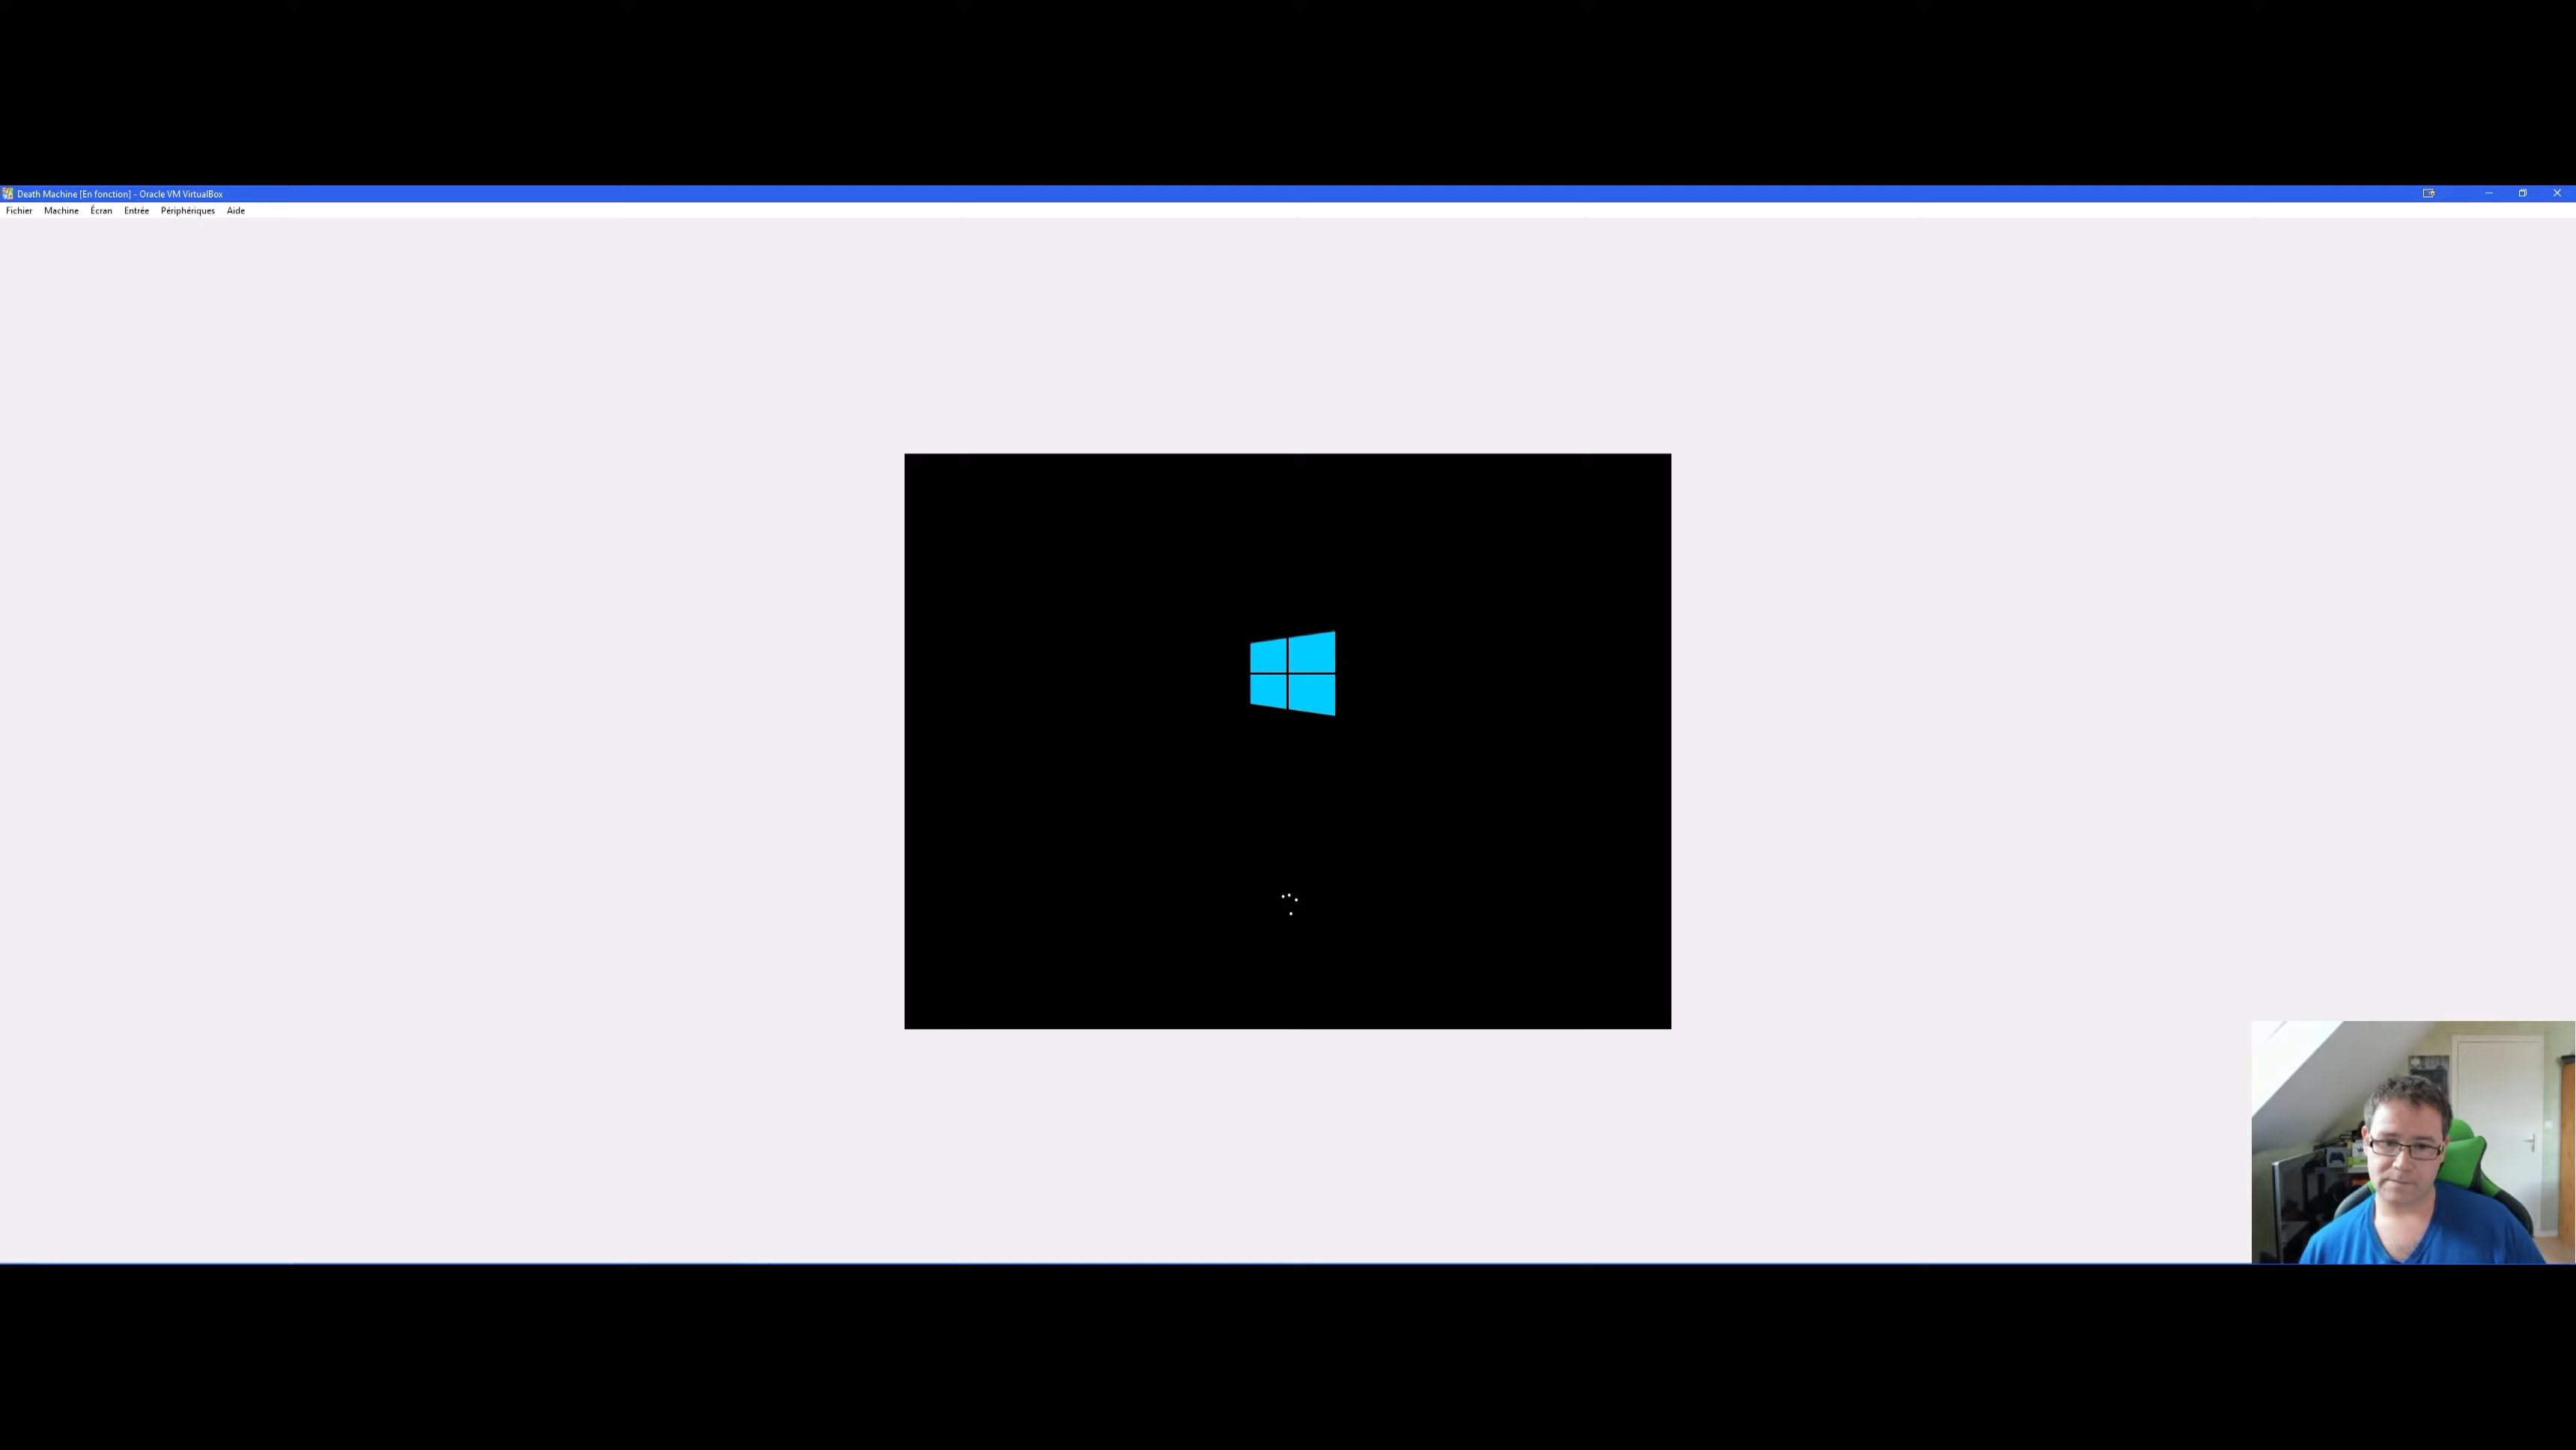 Death Machine [En fonction] - Oracle VM VirtualBox
Fichier Machine Écran Entrée Périphériques Aide